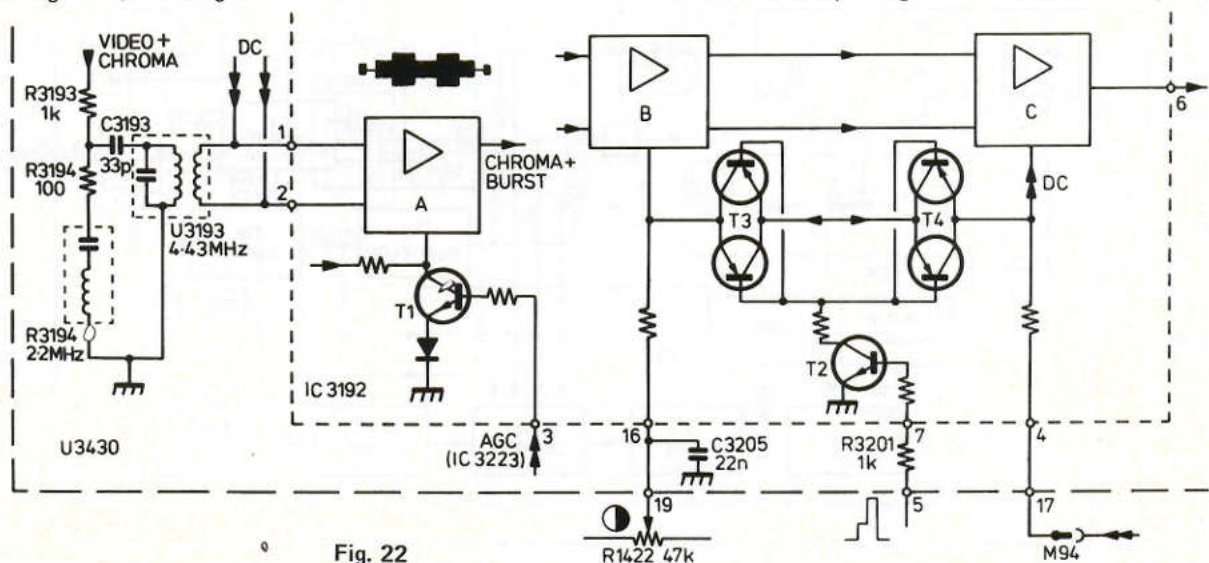 VIDEO+
CHROMA
DC
R3193
1k
C3193
33p
R3194
100
1
2
U3193
4·43MHz
A
CHROMA+
BURST
B
C
6
DC
T3
T4
T1
T2
R3194
2·2MHz
IC 3192
U3430
3
AGC
(IC 3223)
16
C3205
22n
7
R3201
1k
4
19
5
17
R1422 47k
M94
Fig. 22